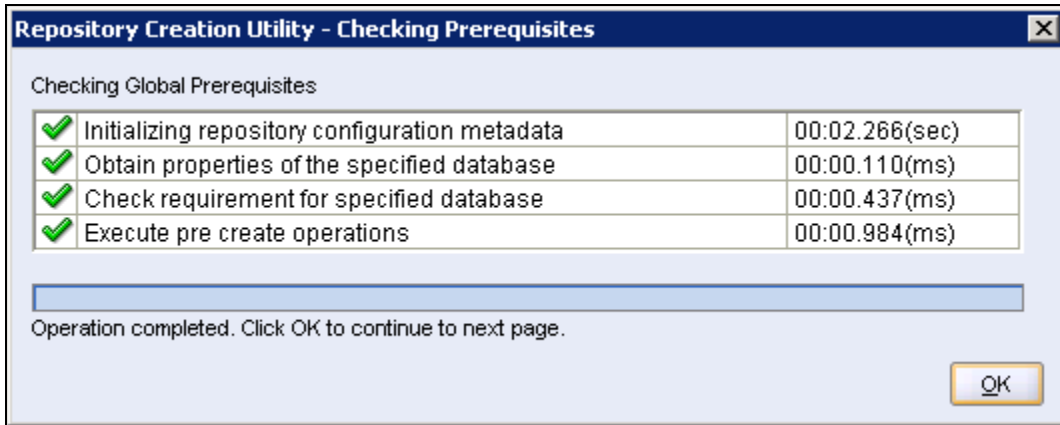 Repository Creation Utility - Checking Prerequisites
Checking Global Prerequisites
Initializing repository configuration metadata 00:02.266(sec)
Obtain properties of the specified database 00:00.110(ms)
Check requirement for specified database 00:00.437(ms)
Execute pre create operations 00:00.984(ms)
Operation completed. Click OK to continue to next page.
OK